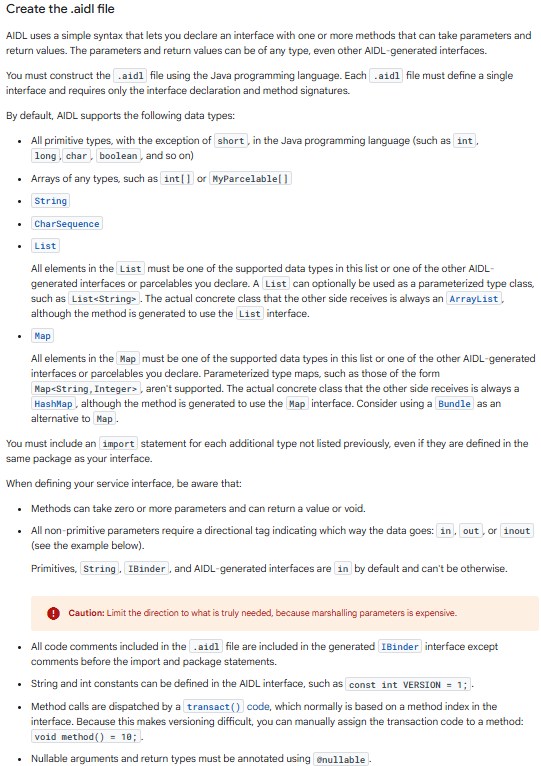 Create the .aidl file
AIDL uses a simple syntax that lets you declare an interface with one or more methods that can take parameters and
return values. The parameters and return values can be of any type, even other AIDL-generated interfaces.
You must construct the .aidl file using the Java programming language. Each .aidl file must define a single
interface and requires only the interface declaration and method signatures.
By default, AIDL supports the following data types:
• All primitive types, with the exception of short, in the Java programming language (such as int,
long, char, boolean, and so on)
• Arrays of any types, such as int[] or MyParcelable[]
• String
• CharSequence
• List
All elements in the List must be one of the supported data types in this list or one of the other AIDL-
generated interfaces or parcelables you declare. A List can optionally be used as a parameterized type class,
such as List<String>. The actual concrete class that the other side receives is always an ArrayList,
although the method is generated to use the List interface.
• Map
All elements in the Map must be one of the supported data types in this list or one of the other AIDL-generated
interfaces or parcelables you declare. Parameterized type maps, such as those of the form
Map<String,Integer>, aren't supported. The actual concrete class that the other side receives is always a
HashMap, although the method is generated to use the Map interface. Consider using a Bundle as an
alternative to Map.
You must include an import statement for each additional type not listed previously, even if they are defined in the
same package as your interface.
When defining your service interface, be aware that:
• Methods can take zero or more parameters and can return a value or void.
• All non-primitive parameters require a directional tag indicating which way the data goes: in, out, or inout
(see the example below).
Primitives, String, IBinder, and AIDL-generated interfaces are in by default and can't be otherwise.
Caution: Limit the direction to what is truly needed, because marshalling parameters is expensive.
• All code comments included in the .aidl file are included in the generated IBinder interface except
comments before the import and package statements.
• String and int constants can be defined in the AIDL interface, such as const int VERSION = 1;.
• Method calls are dispatched by a transact() code, which normally is based on a method index in the
interface. Because this makes versioning difficult, you can manually assign the transaction code to a method:
void method() = 10;.
• Nullable arguments and return types must be annotated using @nullable.